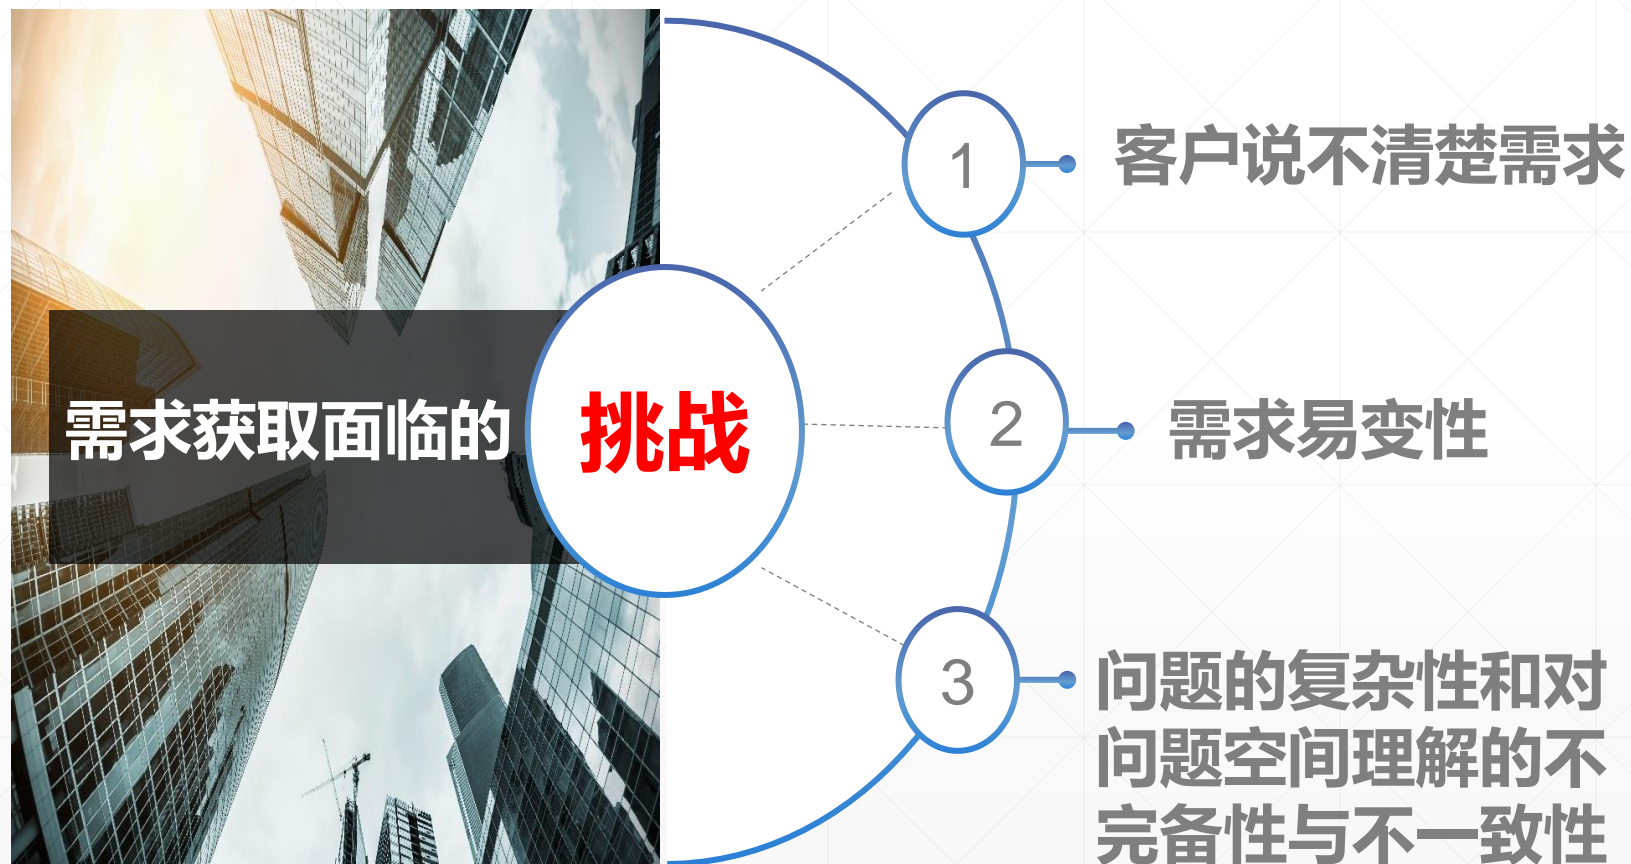 需求获取面临的
挑战
1
客户说不清楚需求
2
需求易变性
3
问题的复杂性和对
问题空间理解的不
完备性与不一致性